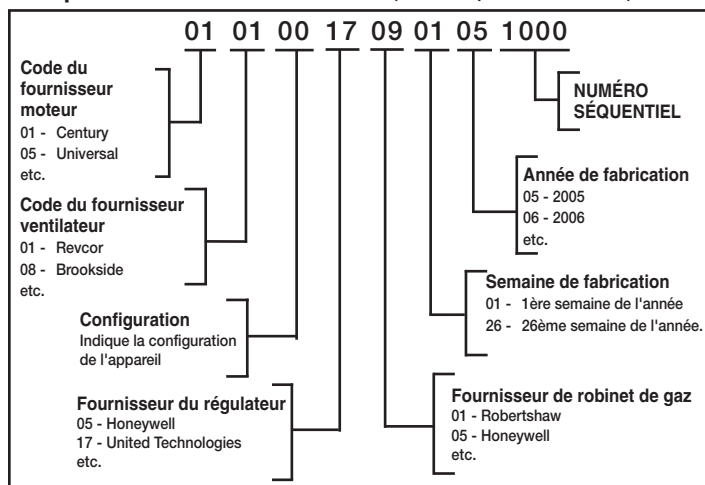 01 01 00 17 09 01 05 1000
Code du
fournisseur
moteur
01 - Century
05 - Universal
etc.
Code du fournisseur
ventilateur
01 - Revcor
08 - Brookside
etc.
Configuration
Indique la configuration
de l'appareil
Fournisseur du régulateur
05 - Honeywell
17 - United Technologies
etc.
NUMÉRO
SÉQUENTIEL
Année de fabrication
05 - 2005
06 - 2006
etc.
Semaine de fabrication
01 - 1ère semaine de l'année
26 - 26ème semaine de l'année.
Fournisseur de robinet de gaz
01 - Robertshaw
05 - Honeywell
etc.